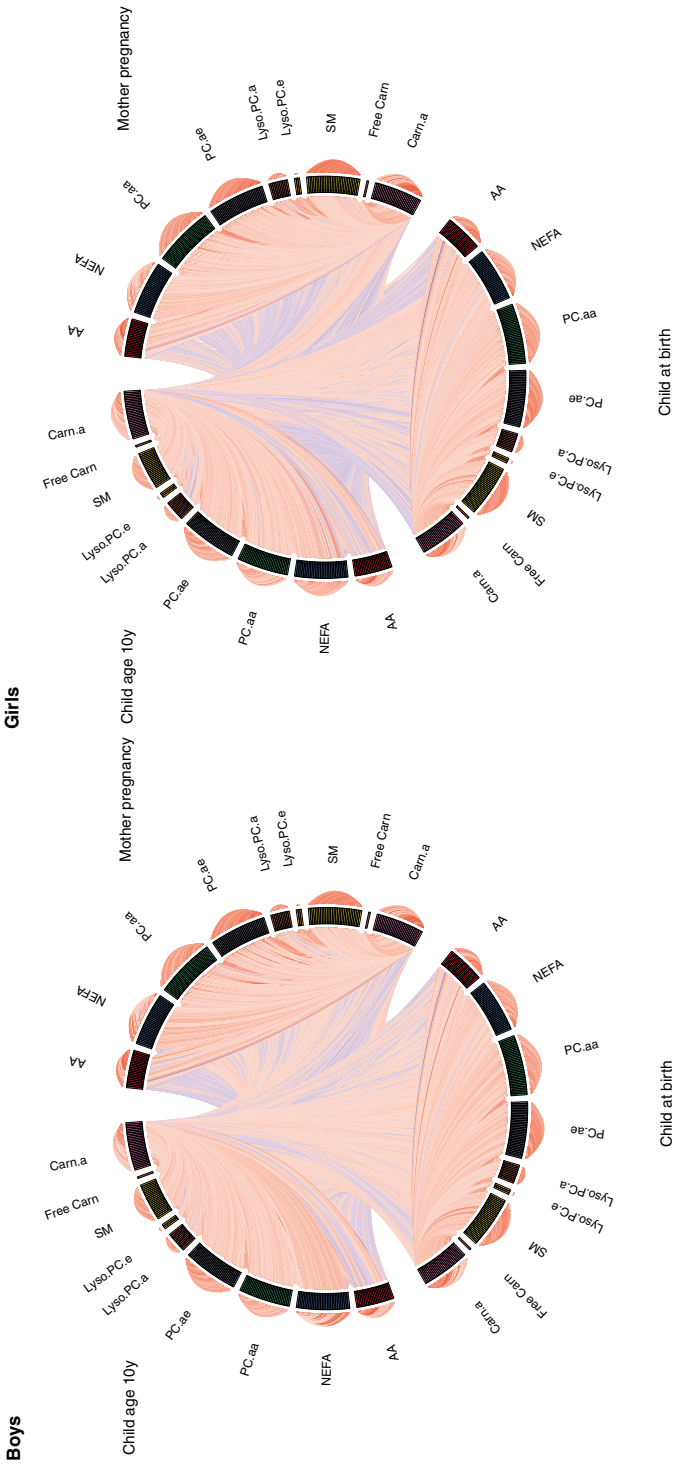 Girls
Mother pregnancy
AA
NEFA
PC.aa
PC.ae
Lyso.PC.a
Lyso.PC.e
SM
Free Carn
Carn.a
Child at birth
AA
NEFA
PC.aa
PC.ae
Lyso.PC.a
Lyso.PC.e
SM
Free Carn
Carn.a
Child age 10y
AA
NEFA
PC.aa
PC.ae
Lyso.PC.a
Lyso.PC.e
SM
Free Carn
Carn.a
Boys
Mother pregnancy
AA
NEFA
PC.aa
PC.ae
Lyso.PC.a
Lyso.PC.e
SM
Free Carn
Carn.a
Child at birth
AA
NEFA
PC.aa
PC.ae
Lyso.PC.a
Lyso.PC.e
SM
Free Carn
Carn.a
Child age 10y
AA
NEFA
PC.aa
PC.ae
Lyso.PC.a
Lyso.PC.e
SM
Free Carn
Carn.a